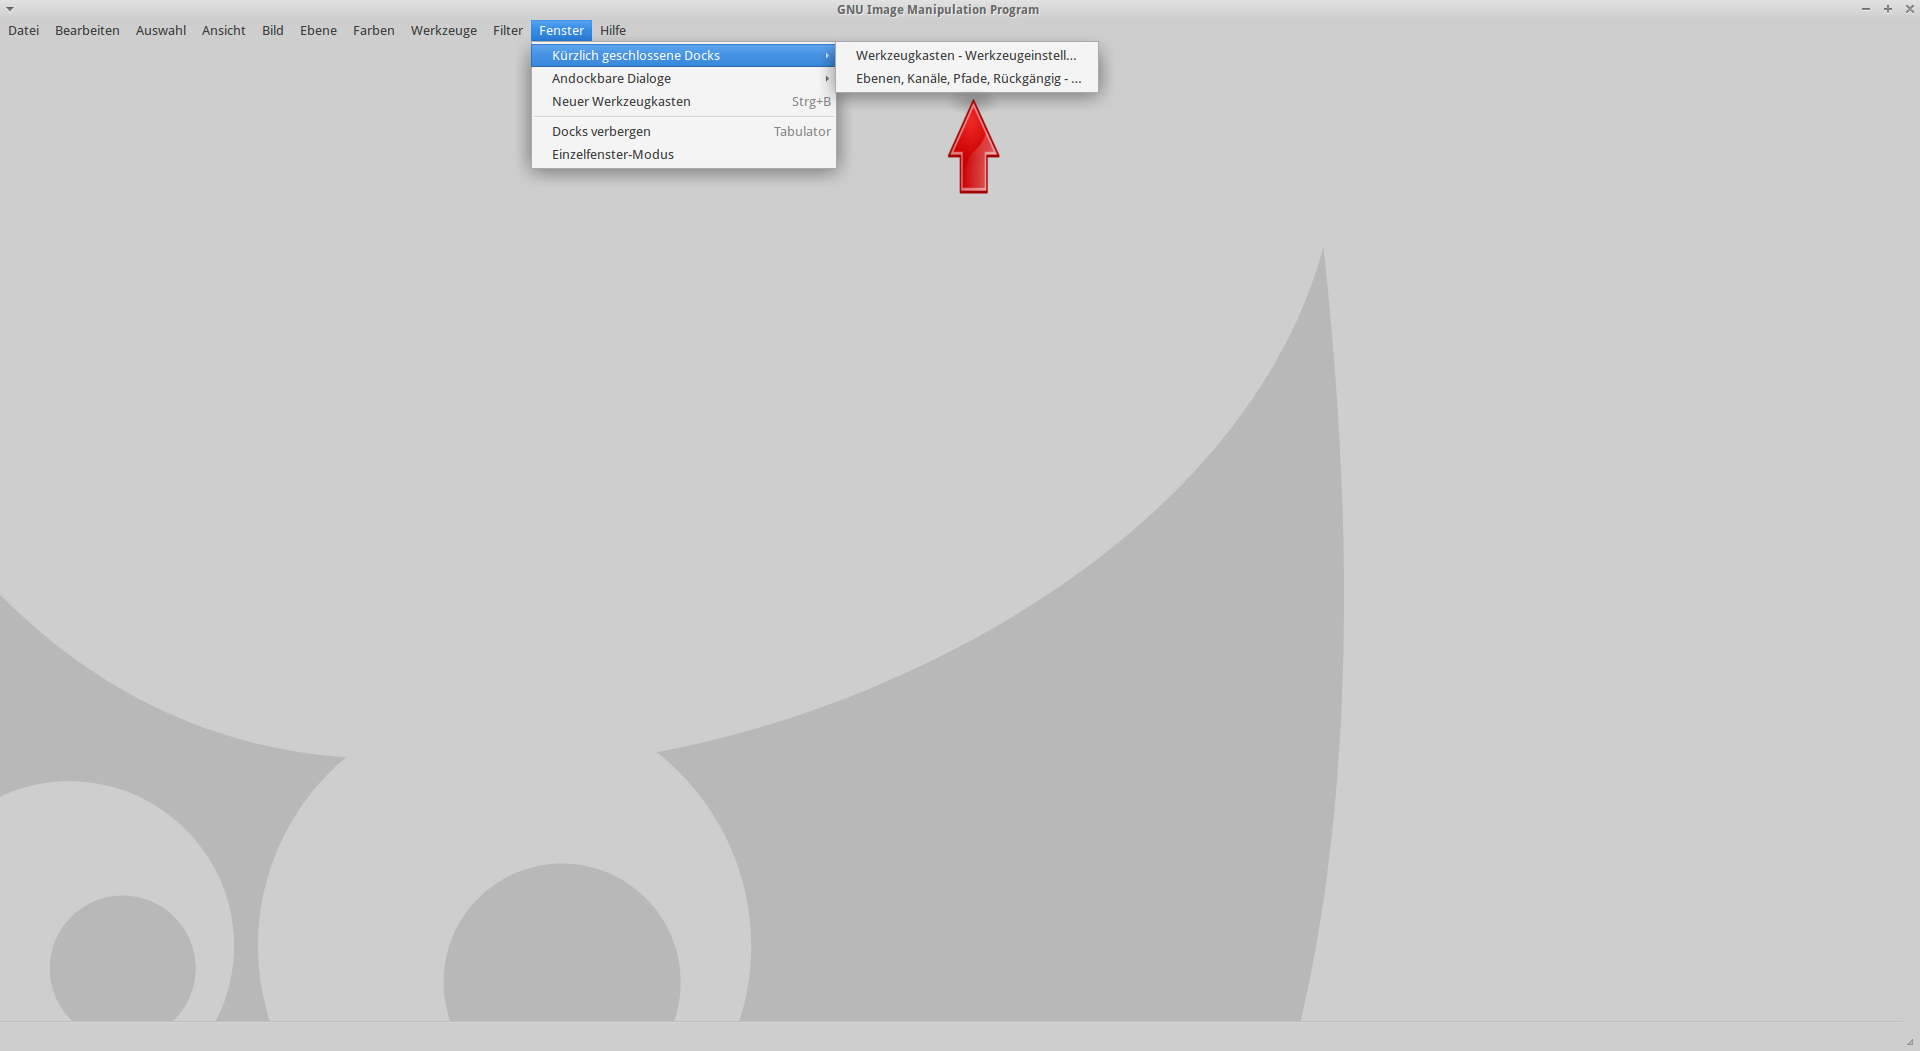 GNU Image Manipulation Program
Datei Bearbeiten Auswahl Ansicht Bild Ebene Farben Werkzeuge Filter Fenster Hilfe
Kürzlich geschlossene Docks
Andockbare Dialoge
Neuer Werkzeugkasten Strg+B
Docks verbergen Tabulator
Einzelfenster-Modus
Werkzeugkasten - Werkzeugeinstell...
Ebenen, Kanäle, Pfade, Rückgängig - ...